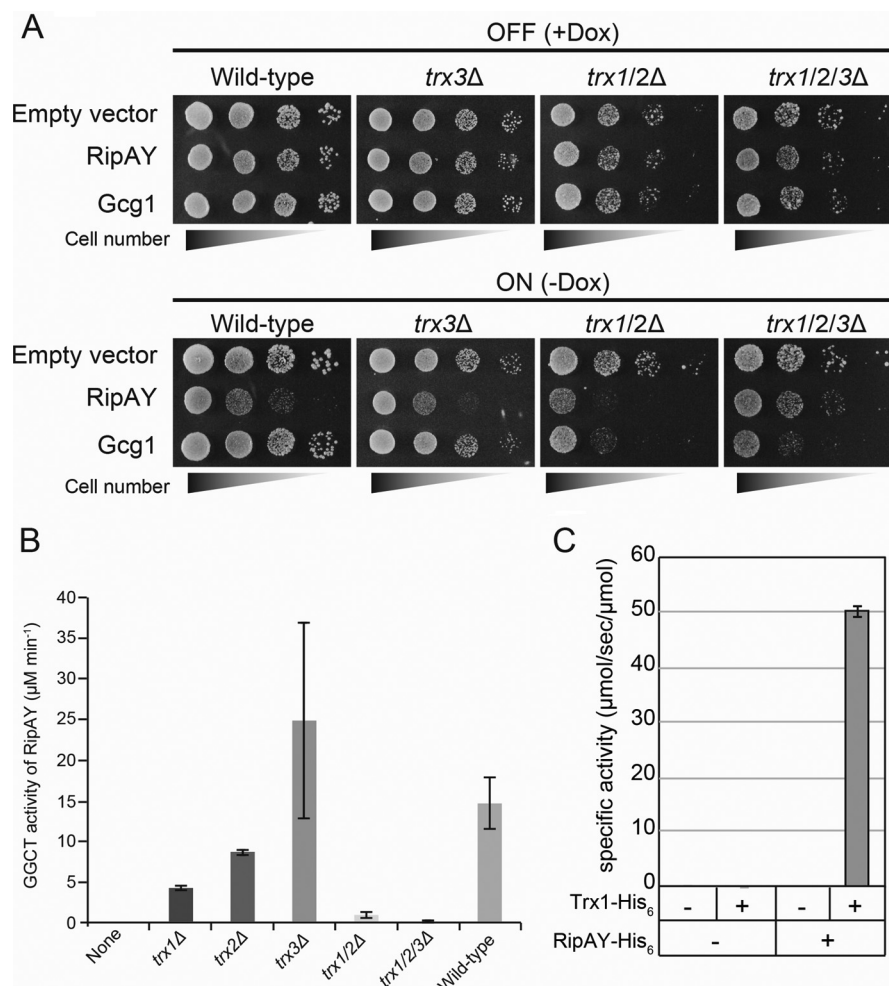 A
OFF (+Dox)
Wild-type trx3Δ trx1/2Δ trx1/2/3Δ
Empty vector
RipAY
Gcg1
Cell number
ON (-Dox)
Wild-type trx3Δ trx1/2Δ trx1/2/3Δ
Empty vector
RipAY
Gcg1
Cell number
B
GGCT activity of RipAY (µM min⁻¹)
40
35
30
25
20
15
10
5
0
None trx1Δ trx2Δ trx3Δ trx1/2Δ trx1/2/3Δ Wild-type
C
specific activity (µmol/sec/µmol)
60
50
40
30
20
10
0
Trx1-His₆ - + - +
RipAY-His₆ - +